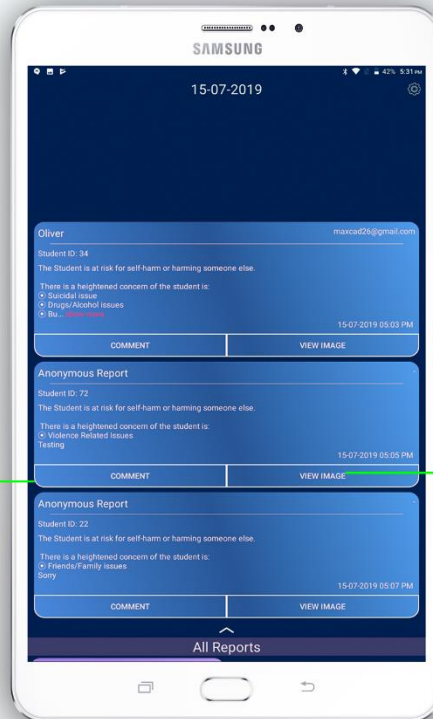 SAMSUNG
42% 5:31 PM
15-07-2019
Oliver
maxcad26@gmail.com
Student ID: 34
The Student is at risk for self-harm or harming someone else.
There is a heightened concern of the student is:
Suicidal issue
Drugs/Alcohol issues
Bu... show more
15-07-2019 05:03 PM
COMMENT
VIEW IMAGE
Anonymous Report
Student ID: 72
The Student is at risk for self-harm or harming someone else.
There is a heightened concern of the student is:
Violence Related Issues
Testing
15-07-2019 05:05 PM
COMMENT
VIEW IMAGE
Anonymous Report
Student ID: 22
The Student is at risk for self-harm or harming someone else.
There is a heightened concern of the student is:
Friends/Family issues
Sorry
15-07-2019 05:07 PM
COMMENT
VIEW IMAGE
All Reports